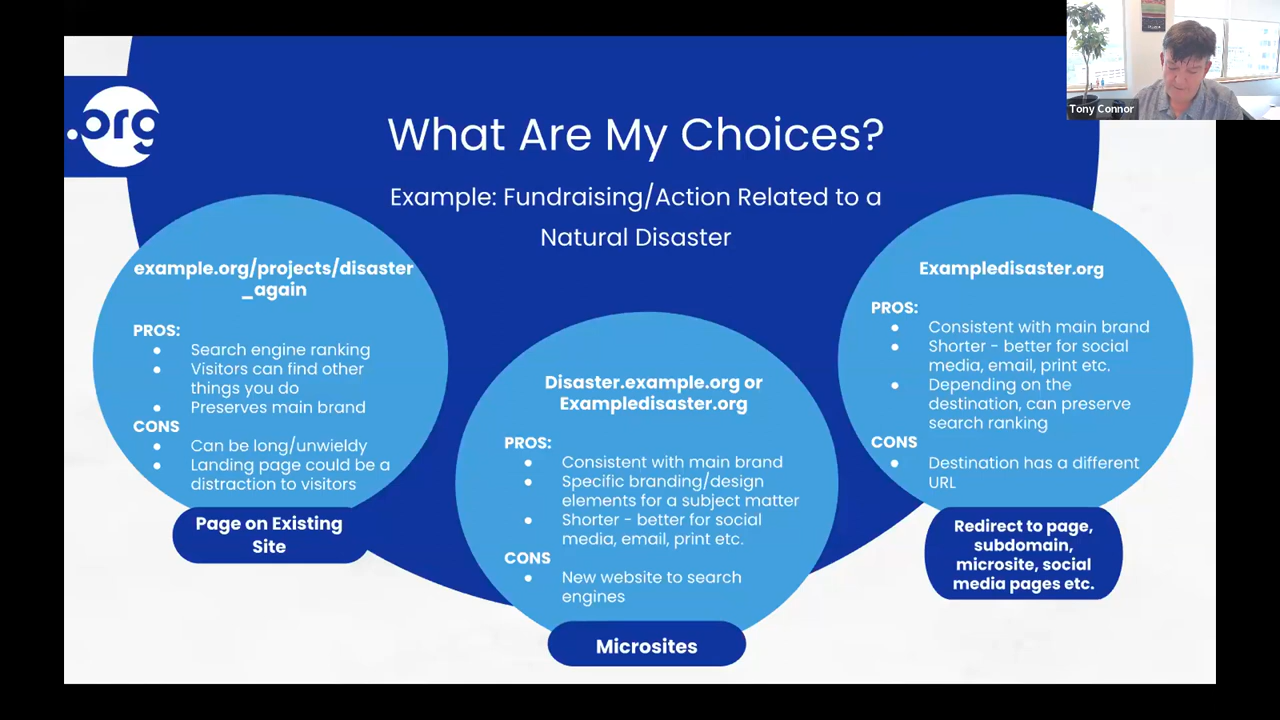 .org
Tony Connor
What Are My Choices?
Example: Fundraising/Action Related to a
Natural Disaster
example.org/projects/disaster
_again
PROS:
● Search engine ranking
● Visitors can find other
things you do
● Preserves main brand
CONS
● Can be long/unwieldy
● Landing page could be a
distraction to visitors
Page on Existing
Site
Disaster.example.org or
Exampledisaster.org
PROS:
● Consistent with main brand
● Specific branding/design
elements for a subject matter
● Shorter - better for social
media, email, print etc.
CONS
● New website to search
engines
Microsites
Exampledisaster.org
PROS:
● Consistent with main brand
● Shorter - better for social
media, email, print etc.
● Depending on the
destination, can preserve
search ranking
CONS
● Destination has a different
URL
Redirect to page,
subdomain,
microsite, social
media pages etc.